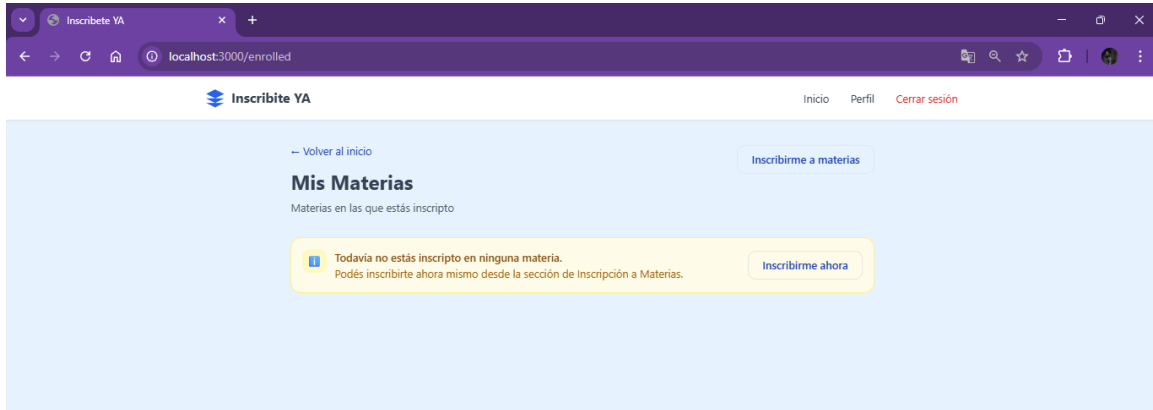 Inscribete YA
localhost:3000/enrolled
Inscribite YA
Inicio Perfil Cerrar sesión
← Volver al inicio
Inscribirme a materias
Mis Materias
Materias en las que estás inscripto
Todavía no estás inscripto en ninguna materia.
Podés inscribirte ahora mismo desde la sección de Inscripción a Materias.
Inscribirme ahora